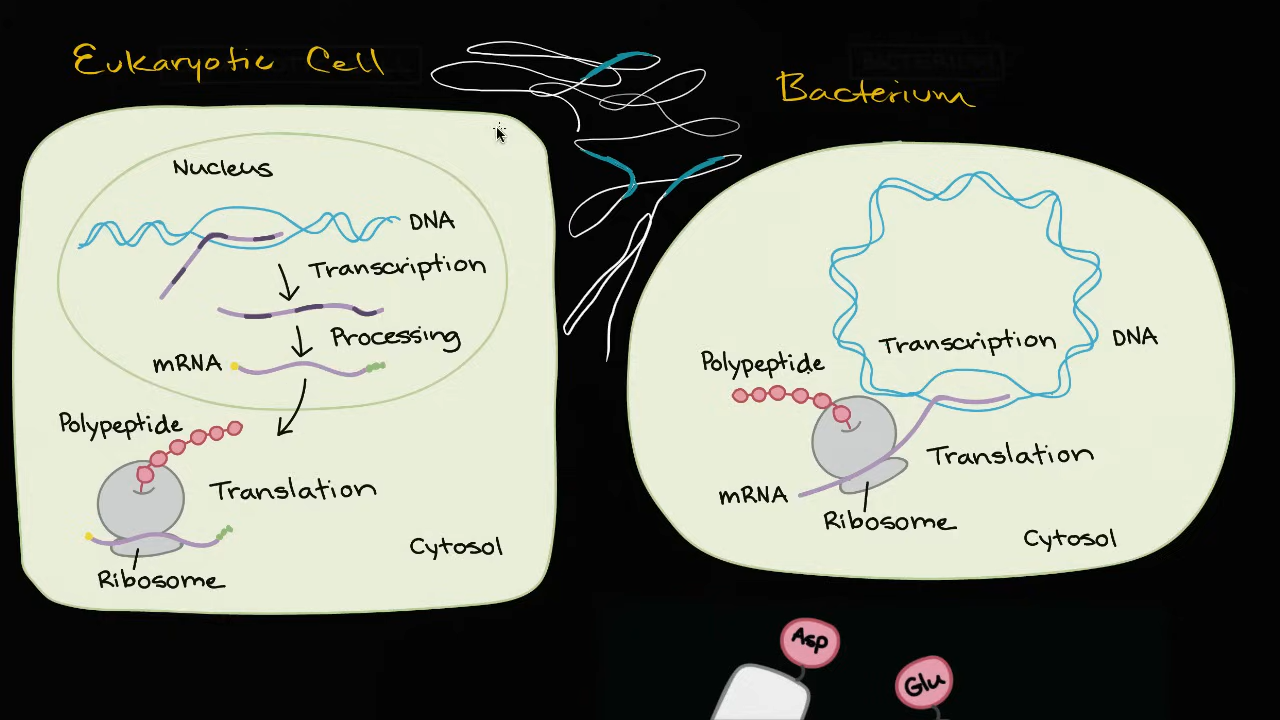 Eukaryotic Cell
Nucleus
DNA
Transcription
Processing
mRNA
Polypeptide
Translation
Cytosol
Ribosome
Bacterium
Transcription
DNA
Polypeptide
Translation
mRNA
Ribosome
Cytosol
Asp
Glu